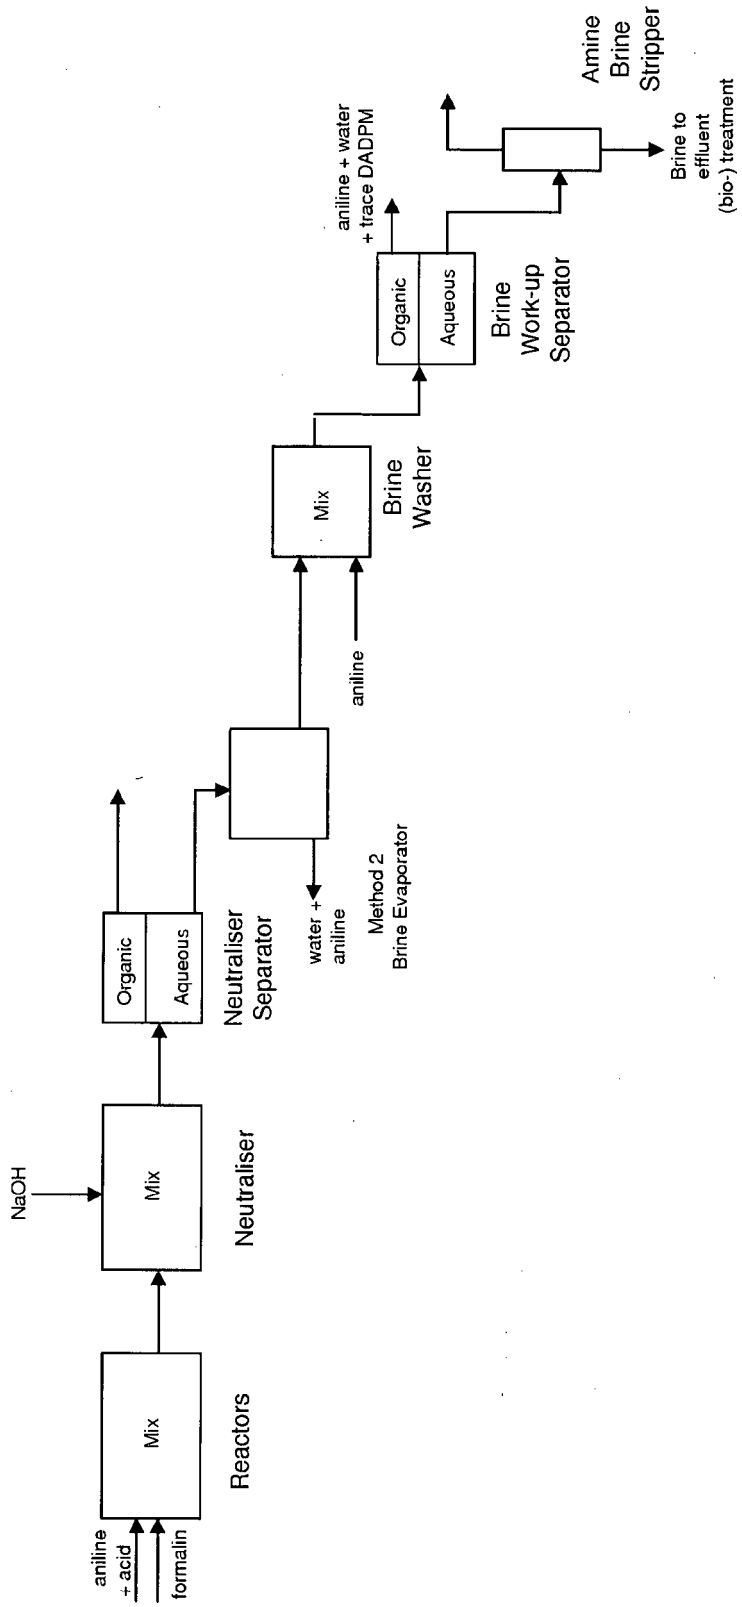 aniline
+ acid
formalin
Mix
Reactors
NaOH
Mix
Neutraliser
Organic
Aqueous
Neutraliser
Separator
water +
aniline
Method 2
Brine Evaporator
aniline
Mix
Brine
Washer
Organic
Aqueous
aniline + water
+ trace DADPM
Brine
Work-up
Separator
Amine
Brine
Stripper
Brine to
effluent
(bio-) treatment